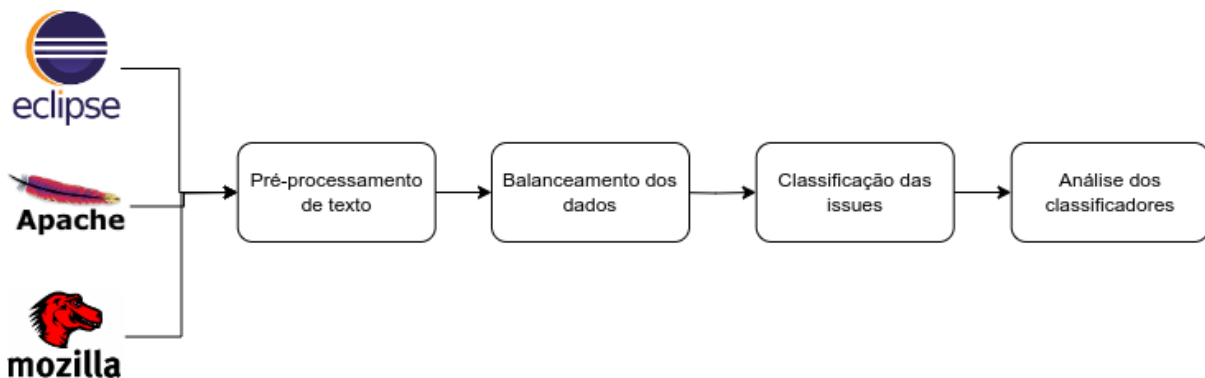 eclipse
Apache
mozilla
Pré-processamento
de texto
Balanceamento dos
dados
Classificação das
issues
Análise dos
classificadores